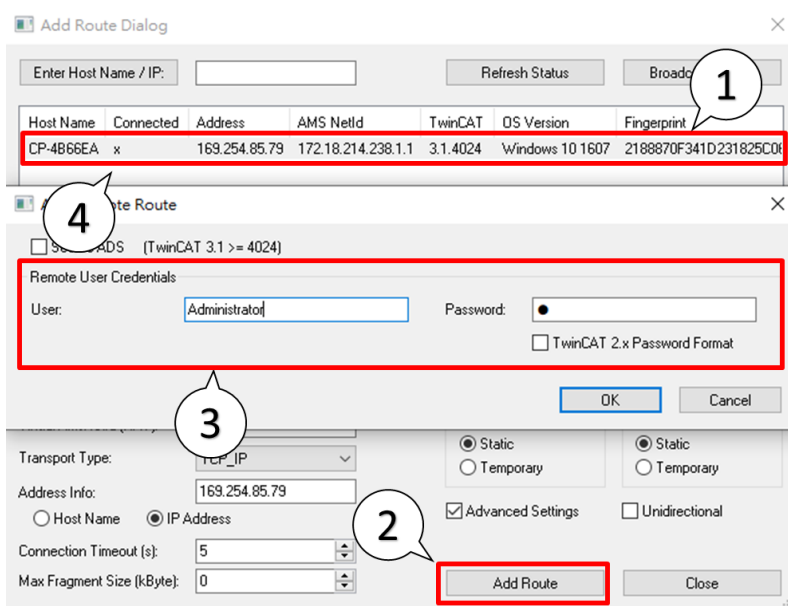 Add Route Dialog
Enter Host Name / IP: Refresh Status
1
Host Name Connected Address AMS NetId TwinCAT OS Version Fingerprint
CP-4B66EA x 169.254.85.79 172.18.214.238.1.1 3.1.4024 Windows 10 1607 2188870F341D231825C06
4
Route
ADS (TwinCAT 3.1 >= 4024)
Remote User Credentials
User: Administrator Password: ●
TwinCAT 2.x Password Format
OK Cancel
3
Static Static
Transport Type: TCP_IP
Temporary Temporary
Address Info: 169.254.85.79
Host Name IP Address
Advanced Settings Unidirectional
2
Connection Timeout (s): 5
Max Fragment Size (kByte): 0
Add Route Close